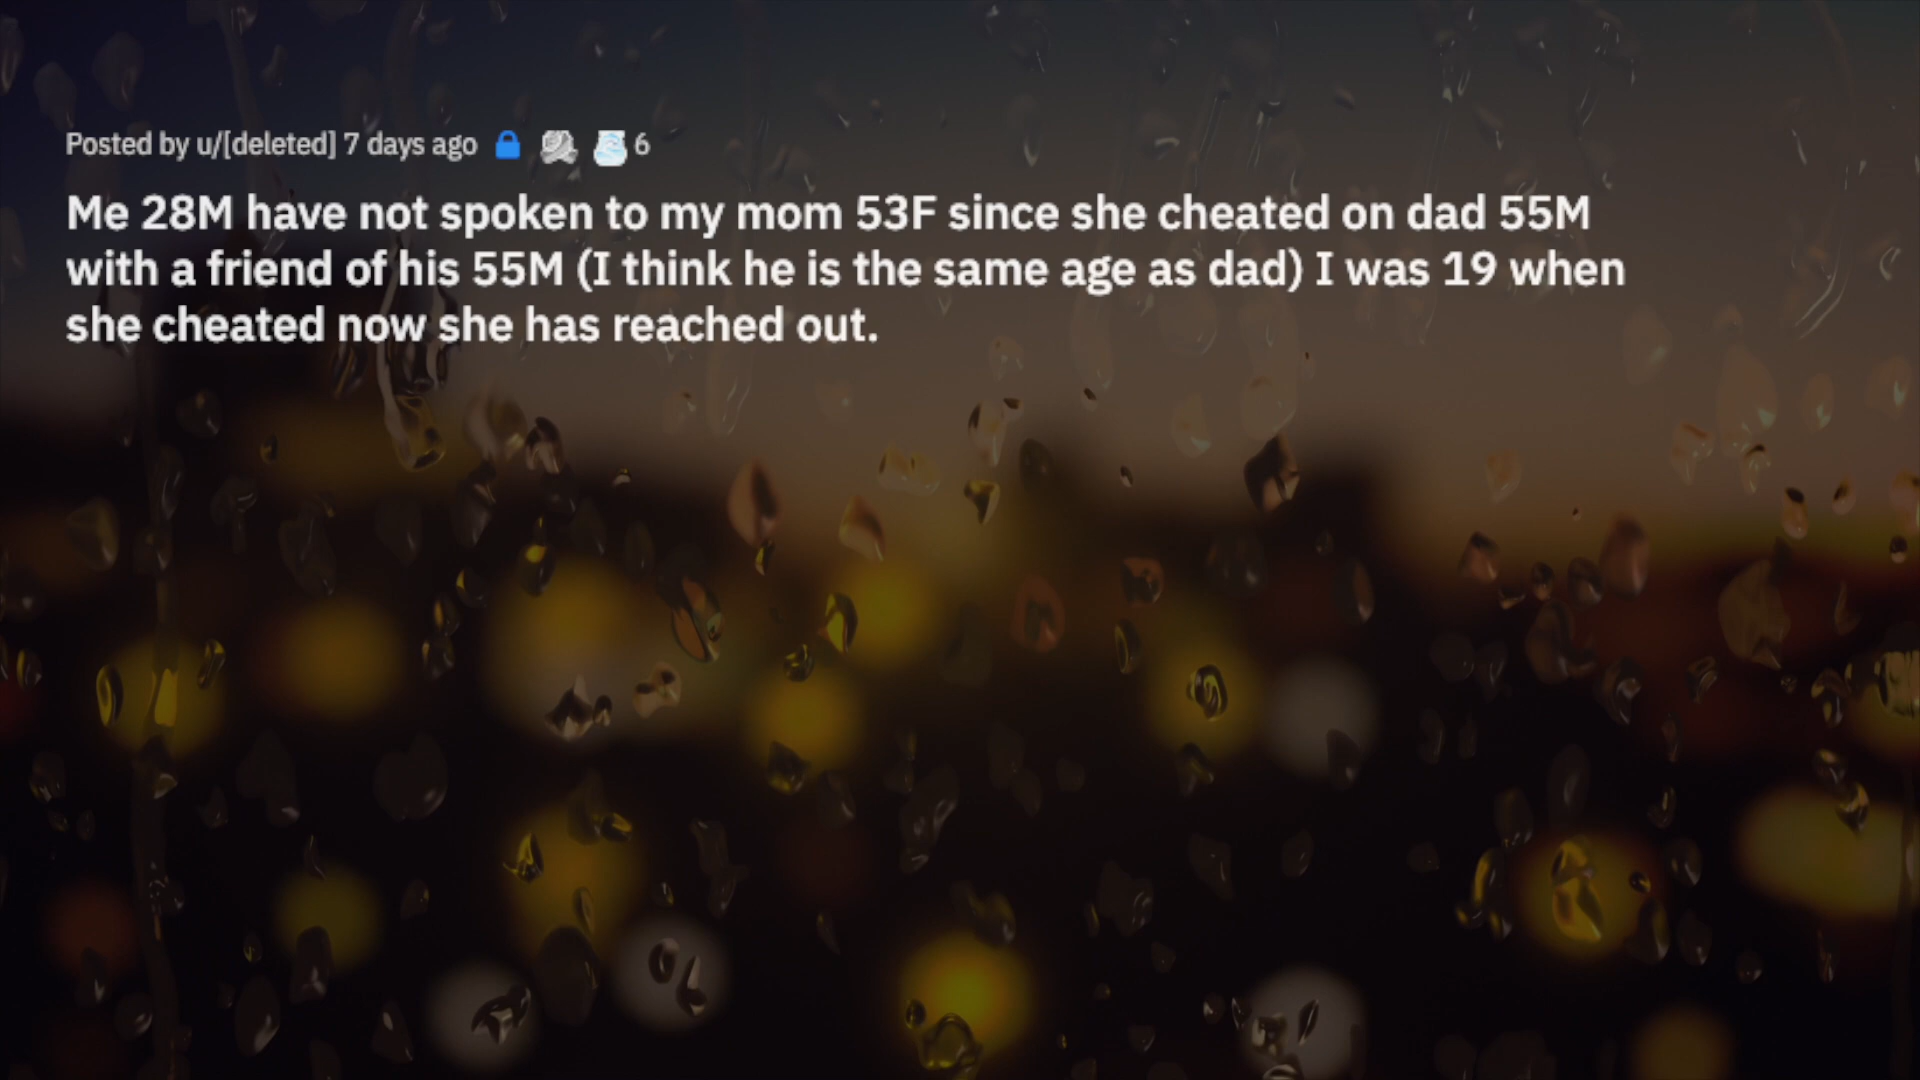 Posted by u/[deleted] 7 days ago 6
Me 28M have not spoken to my mom 53F since she cheated on dad 55M
with a friend of his 55M (I think he is the same age as dad) I was 19 when
she cheated now she has reached out.